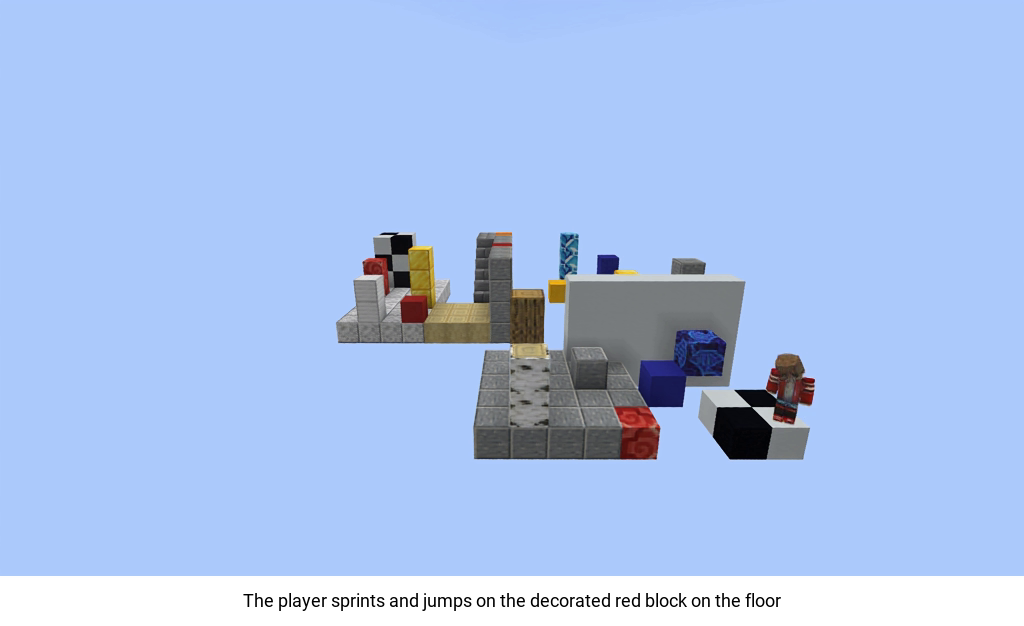 The player sprints and jumps on the decorated red block on the floor